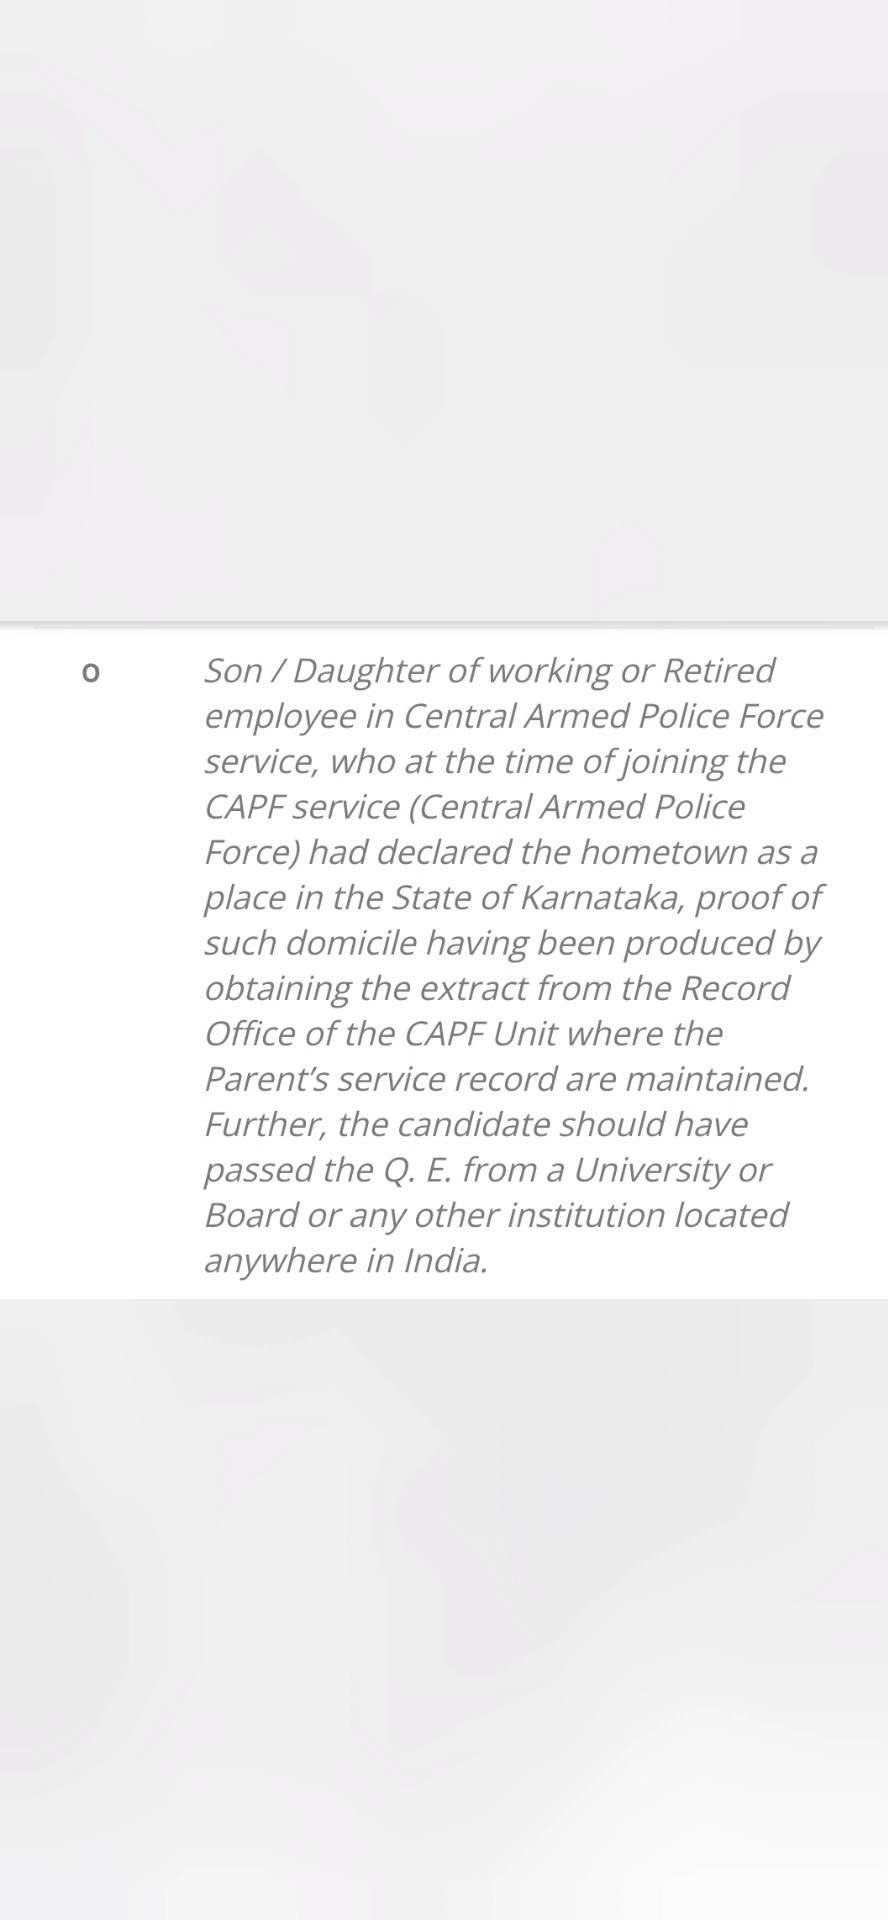 o
Son / Daughter of working or Retired
employee in Central Armed Police Force
service, who at the time of joining the
CAPF service (Central Armed Police
Force) had declared the hometown as a
place in the State of Karnataka, proof of
such domicile having been produced by
obtaining the extract from the Record
Office of the CAPF Unit where the
Parent’s service record are maintained.
Further, the candidate should have
passed the Q. E. from a University or
Board or any other institution located
anywhere in India.